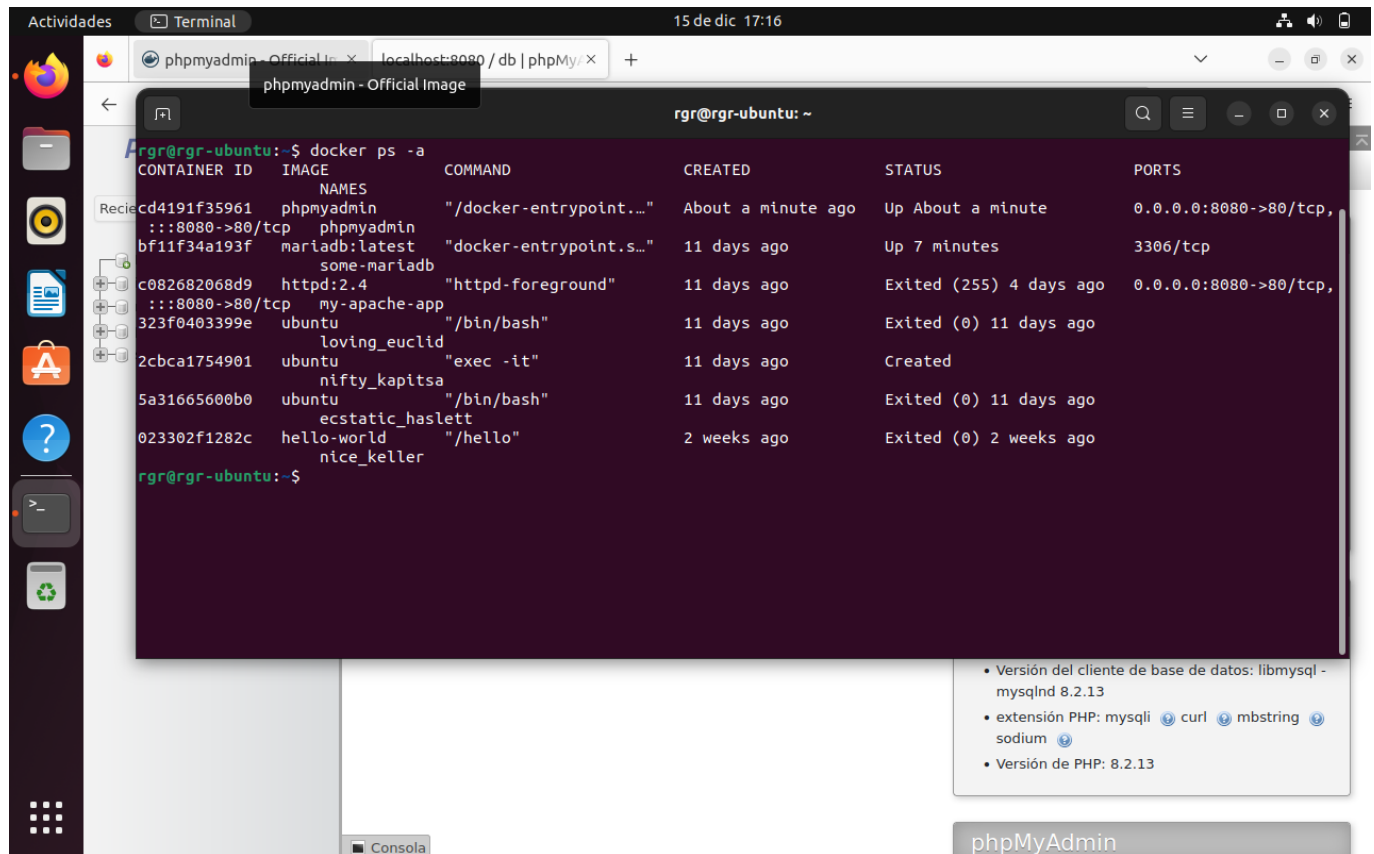 Actividades Terminal 15 de dic 17:16
phpmyadmin - Official In localhost:8080 / db | phpMyA
phpmyadmin - Official Image
rgr@rgr-ubuntu: ~
rgr@rgr-ubuntu:~$ docker ps -a
CONTAINER ID IMAGE COMMAND CREATED STATUS PORTS
NAMES
Recie
cd4191f35961 phpmyadmin "/docker-entrypoint.…" About a minute ago Up About a minute 0.0.0.0:8080->80/tcp,
:::8080->80/tcp phpmyadmin
bf11f34a193f mariadb:latest "docker-entrypoint.s…" 11 days ago Up 7 minutes 3306/tcp
some-mariadb
c082682068d9 httpd:2.4 "httpd-foreground" 11 days ago Exited (255) 4 days ago 0.0.0.0:8080->80/tcp,
:::8080->80/tcp my-apache-app
323f0403399e ubuntu "/bin/bash" 11 days ago Exited (0) 11 days ago
loving_euclid
2cbca1754901 ubuntu "exec -it" 11 days ago Created
nifty_kapitsa
5a31665600b0 ubuntu "/bin/bash" 11 days ago Exited (0) 11 days ago
ecstatic_haslett
023302f1282c hello-world "/hello" 2 weeks ago Exited (0) 2 weeks ago
nice_keller
rgr@rgr-ubuntu:~$
Versión del cliente de base de datos: libmysql -
mysqlnd 8.2.13
extensión PHP: mysqli curl mbstring
sodium
Versión de PHP: 8.2.13
phpMyAdmin
Consola